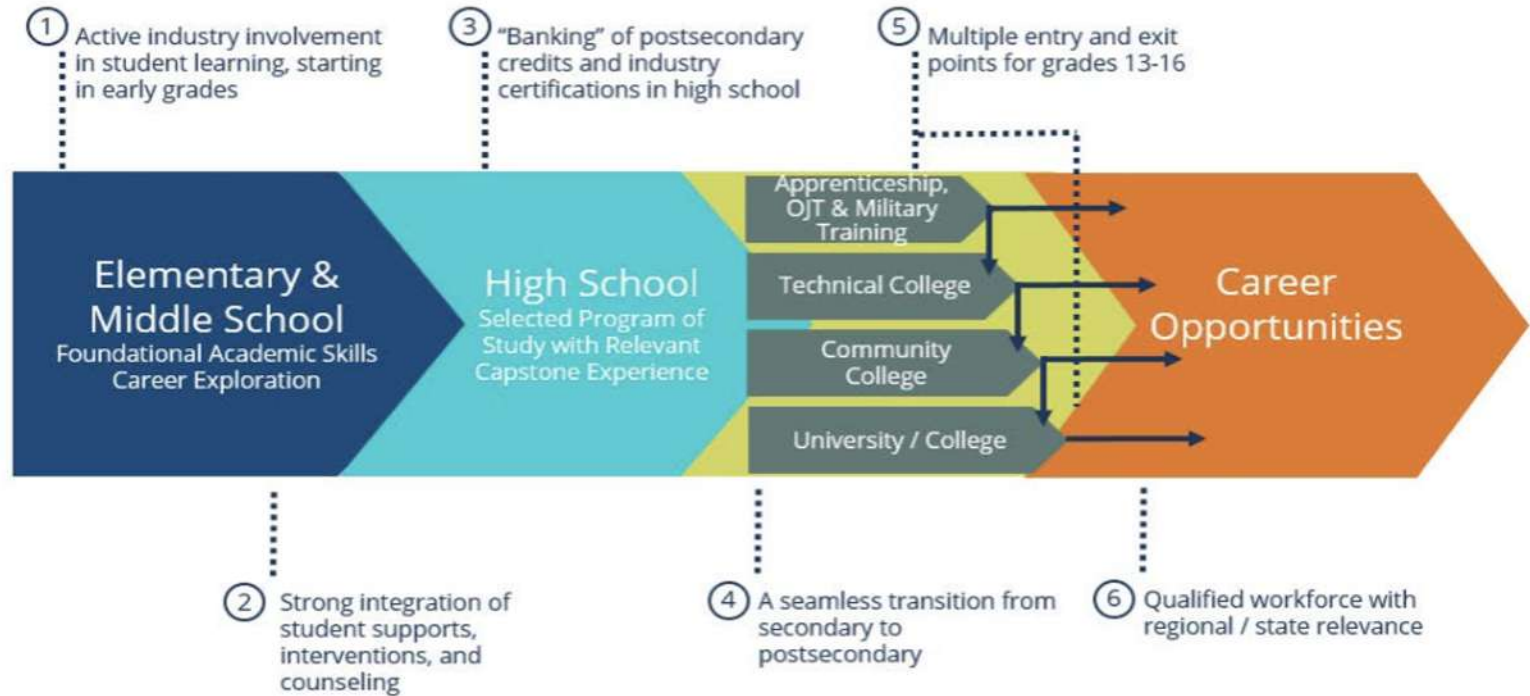 1 Active industry involvement
in student learning, starting
in early grades
3 “Banking” of postsecondary
credits and industry
certifications in high school
5 Multiple entry and exit
points for grades 13-16
Elementary &
Middle School
Foundational Academic Skills
Career Exploration
High School
Selected Program of
Study with Relevant
Capstone Experience
Apprenticeship,
OJT & Military
Training
Technical College
Community
College
University / College
Career
Opportunities
2 Strong integration of
student supports,
interventions, and
counseling
4 A seamless transition from
secondary to
postsecondary
6 Qualified workforce with
regional / state relevance